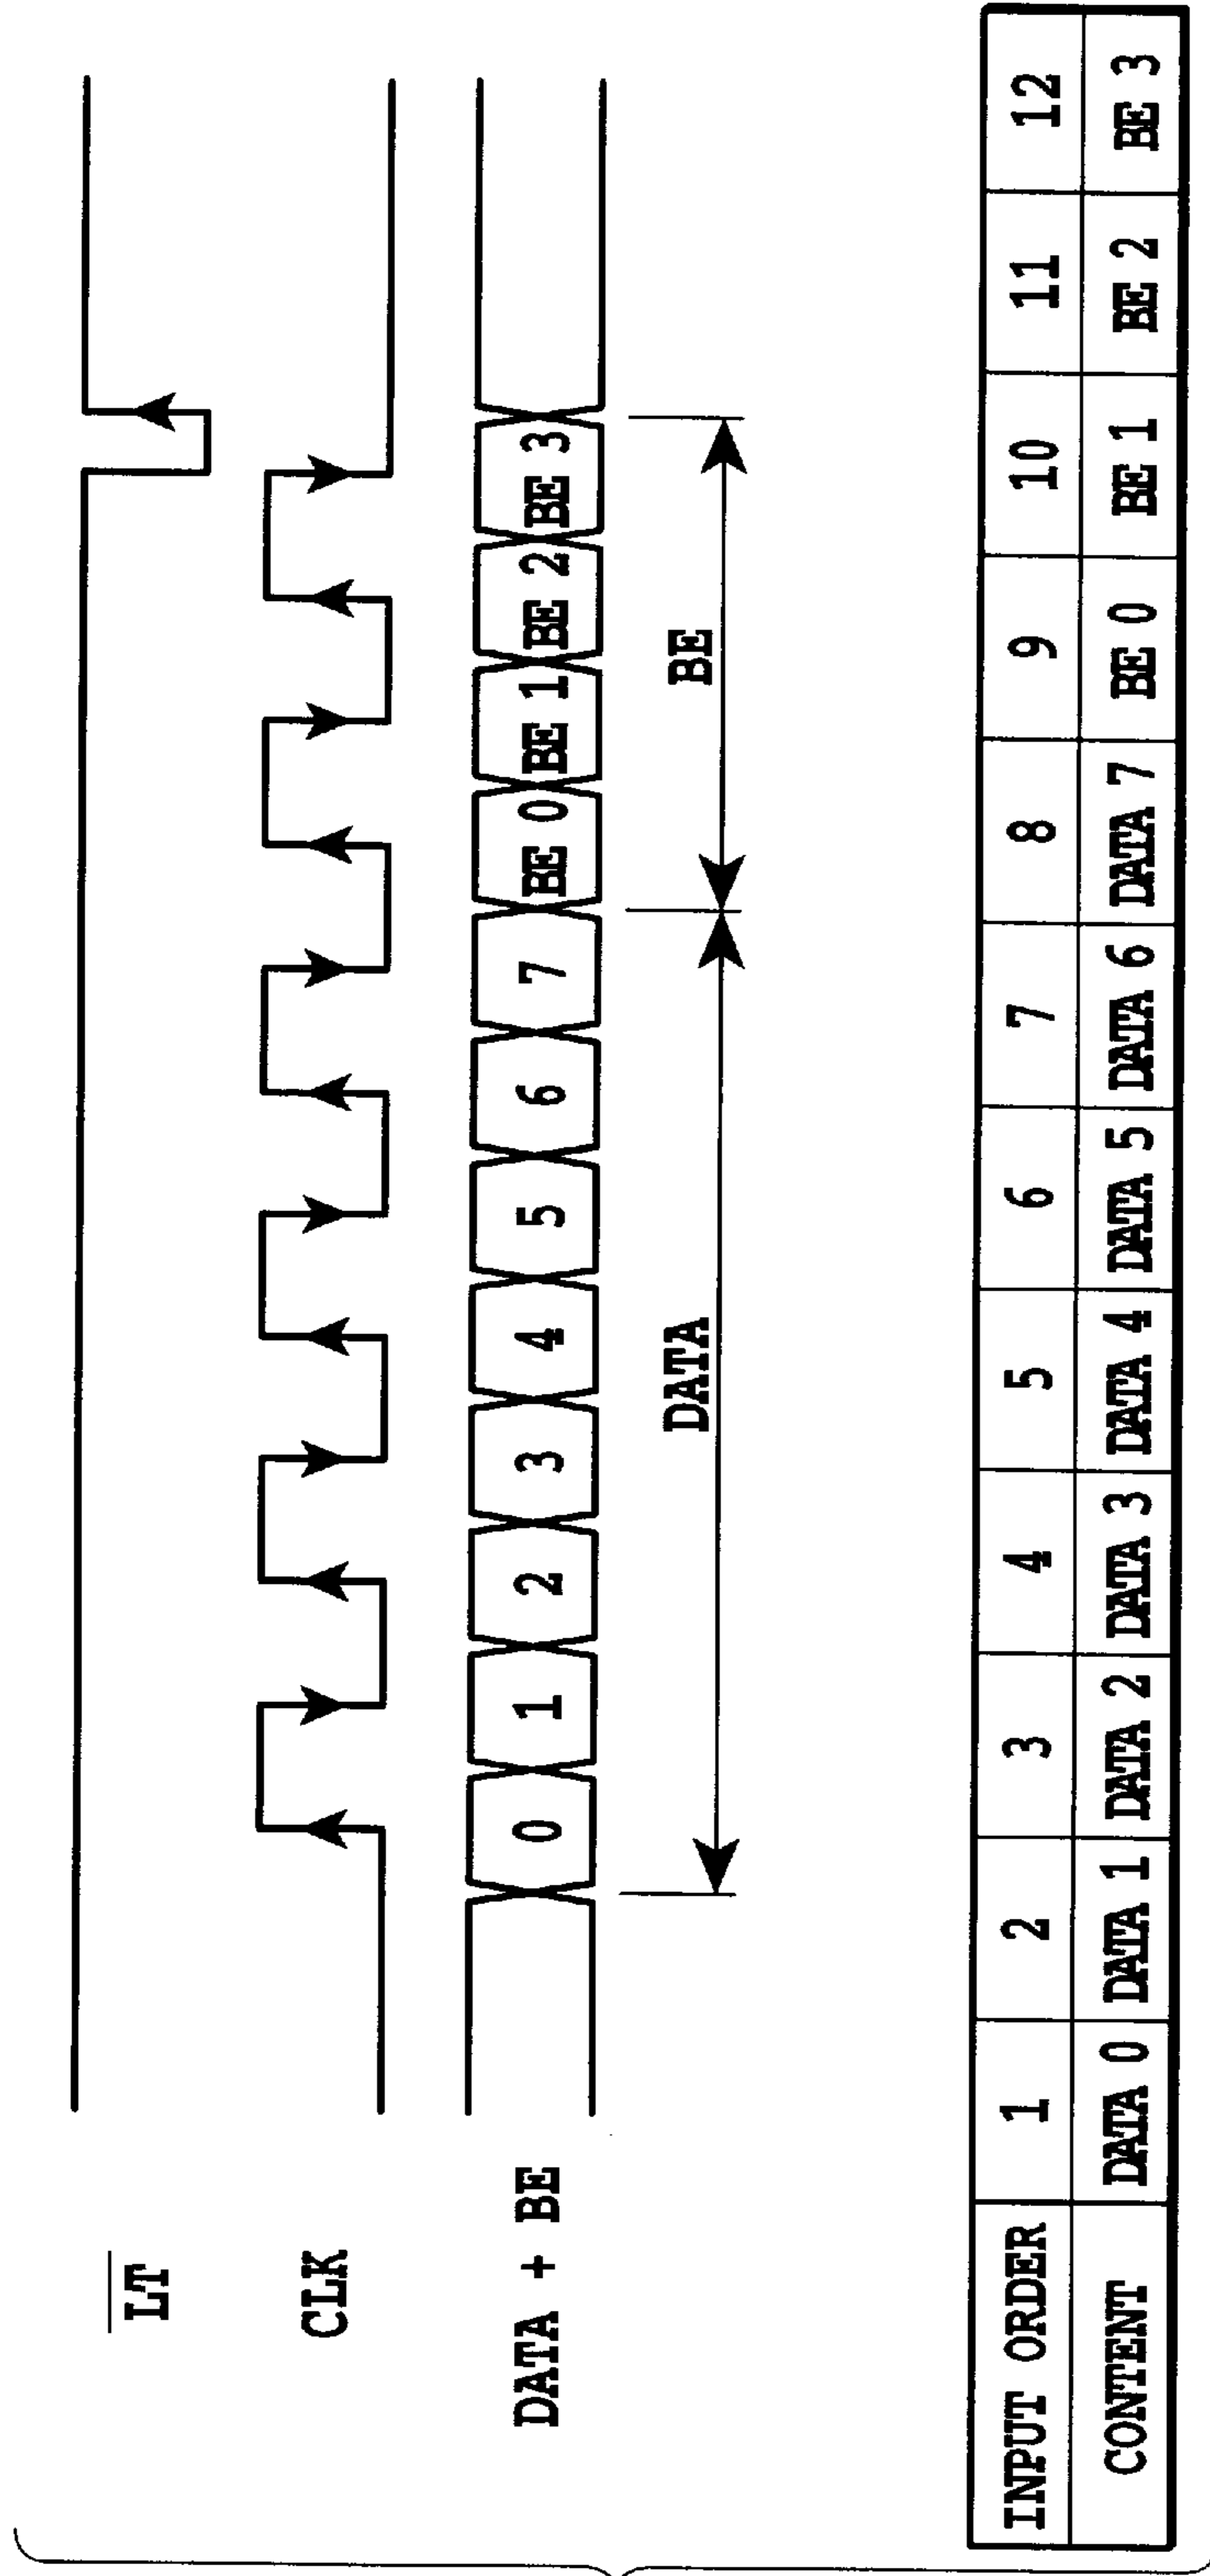 LT
CLK
DATA + BE
0 1 2 3 4 5 6 7 BE 0 BE 1 BE 2 BE 3
DATA BE
INPUT ORDER 1 2 3 4 5 6 7 8 9 10 11 12
CONTENT DATA 0 DATA 1 DATA 2 DATA 3 DATA 4 DATA 5 DATA 6 DATA 7 BE 0 BE 1 BE 2 BE 3